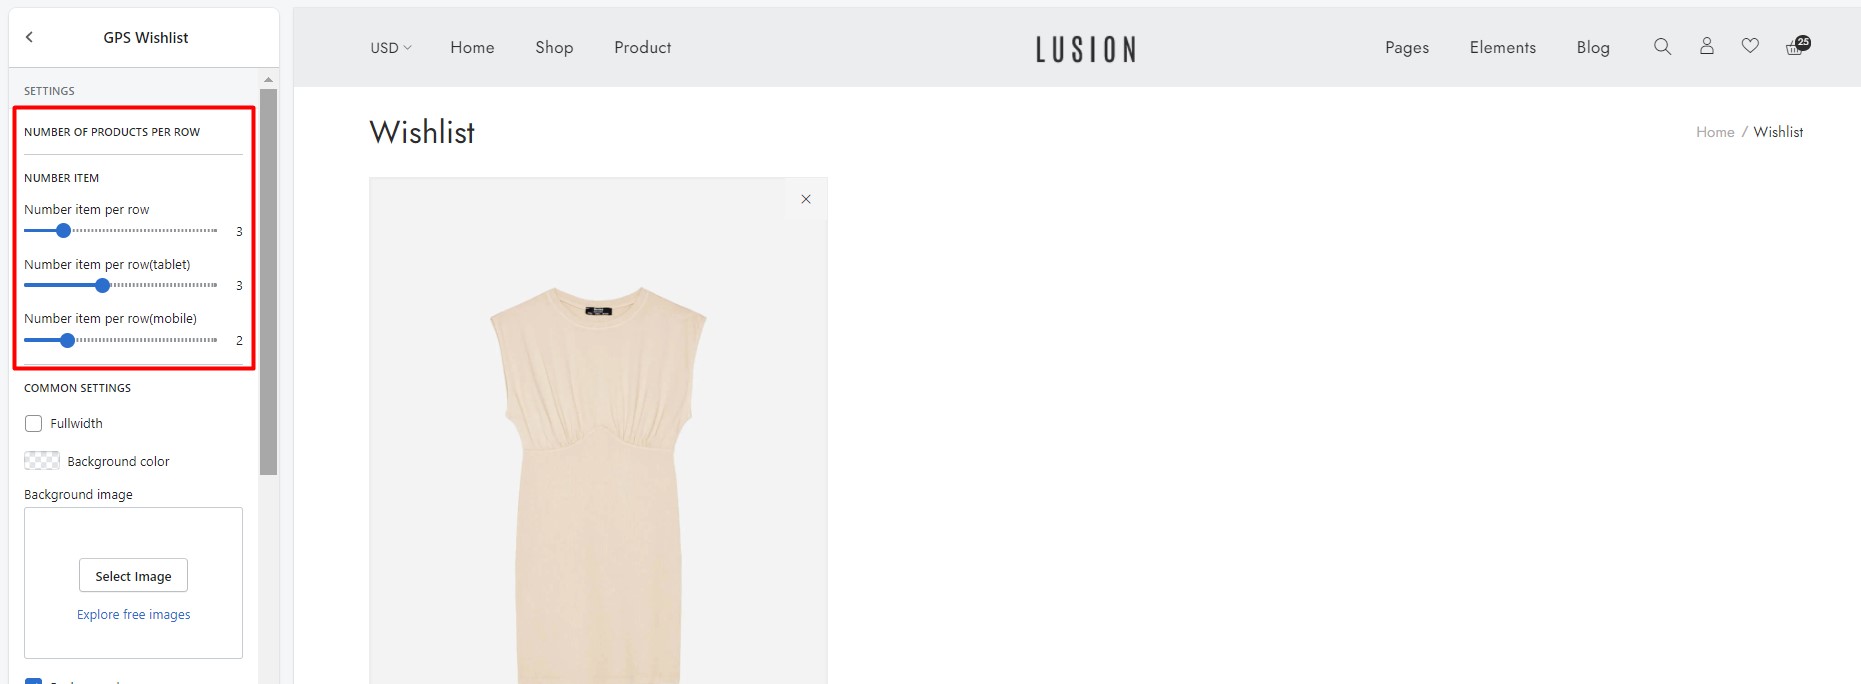 GPS Wishlist
SETTINGS
NUMBER OF PRODUCTS PER ROW
NUMBER ITEM
Number item per row
3
Number item per row(tablet)
3
Number item per row(mobile)
2
COMMON SETTINGS
Fullwidth
Background color
Background image
Select Image
Explore free images
USD Home Shop Product LUSION Pages Elements Blog 25
Wishlist
Home / Wishlist